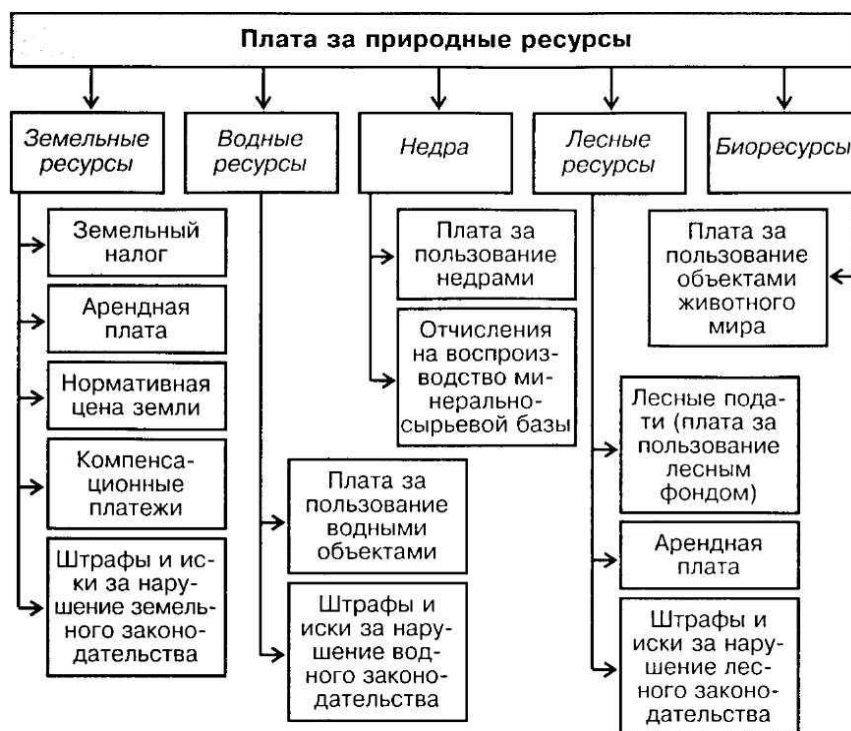 Плата за природные ресурсы
Земельные
ресурсы
Водные
ресурсы
Недра
Лесные
ресурсы
Биоресурсы
Земельный
налог
Арендная
плата
Нормативная
цена земли
Компенса-
ционные
платежи
Штрафы и ис-
ки за нару-
шение земель-
ного законо-
дательства
Плата за
пользование
водными
объектами
Штрафы и
иски за нару-
шение вод-
ного законо-
дательства
Плата за
пользование
недрами
Отчисления
на воспроиз-
водство ми-
нерально-
сырьевой базы
Лесные пода-
ти (плата за
пользование
лесным
фондом)
Арендная
плата
Штрафы и
иски за нару-
шение лес-
ного законо-
дательства
Плата за
пользование
объектами
животного
мира